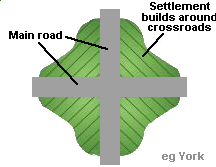 Settlement
builds around
crossroads
Main road
eg York